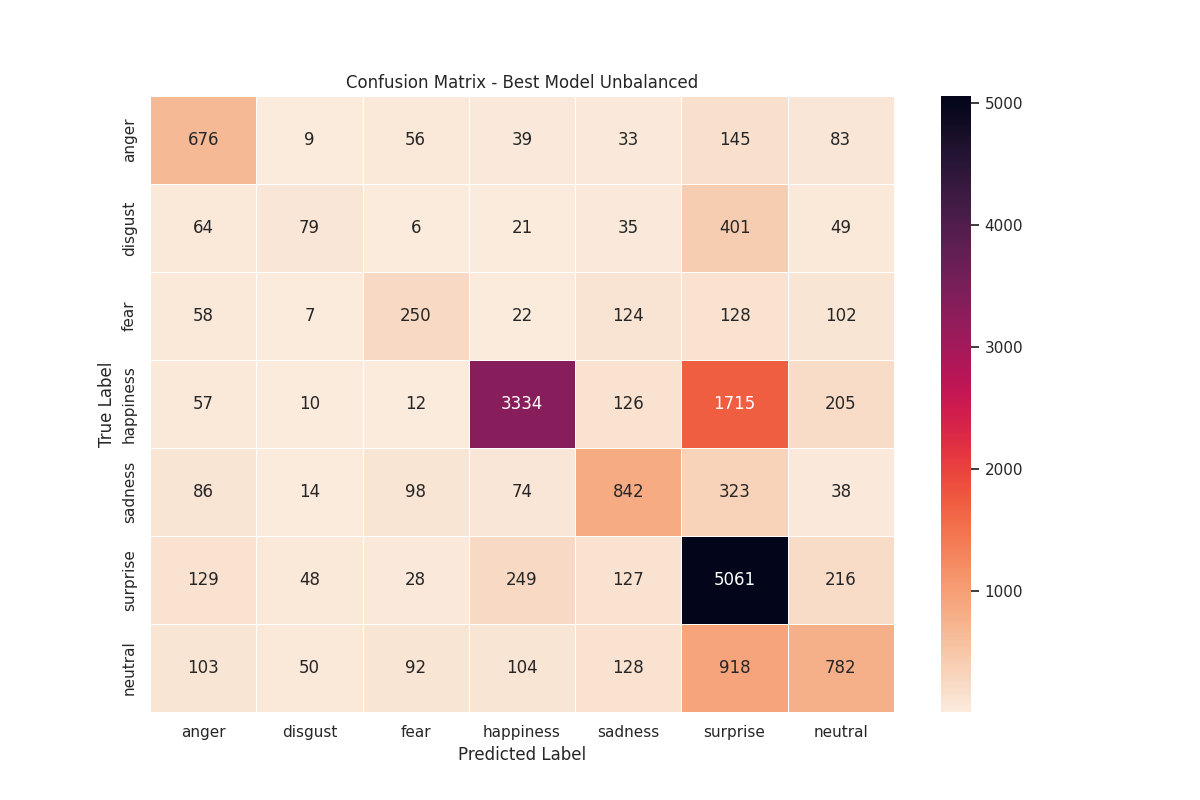 Confusion Matrix - Best Model Unbalanced
True Label
anger 676 9 56 39 33 145 83
disgust 64 79 6 21 35 401 49
fear 58 7 250 22 124 128 102
happiness 57 10 12 3334 126 1715 205
sadness 86 14 98 74 842 323 38
surprise 129 48 28 249 127 5061 216
neutral 103 50 92 104 128 918 782
anger disgust fear happiness sadness surprise neutral
Predicted Label
5000
4000
3000
2000
1000